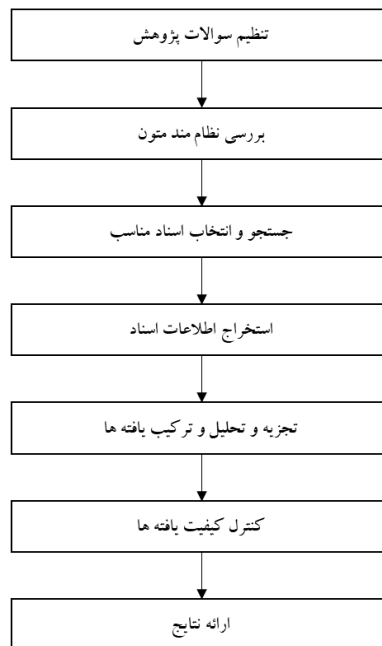 تنظیم سوالات پژوهش
بررسی نظام مند متون
جستجو و انتخاب اسناد مناسب
استخراج اطلاعات اسناد
تجزیه و تحلیل و ترکیب یافته ها
کنترل کیفیت یافته ها
ارائه نتایج